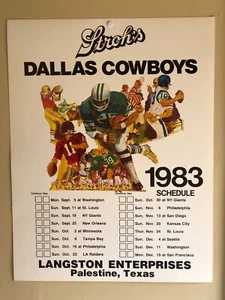 Stroh's
DALLAS COWBOYS
1983
SCHEDULE
Mon. Sept. 5 at Washington
Sun. Sept. 11 at St. Louis
Sun. Sept. 18 NY Giants
Sun. Sept. 25 New Orleans
Sun. Oct. 2 at Minnesota
Sun. Oct. 9 Tampa Bay
Sun. Oct. 16 at Philadelphia
Sun. Oct. 23 LA Raiders
Sun. Oct. 30 at NY Giants
Sun. Nov. 6 Philadelphia
Sun. Nov. 13 at San Diego
Sun. Nov. 20 Kansas City
Thur. Nov. 24 St. Louis
Sun. Dec. 4 at Seattle
Sun. Dec. 11 Washington
Mon. Dec. 19 at San Francisco
LANGSTON ENTERPRISES
Palestine, Texas